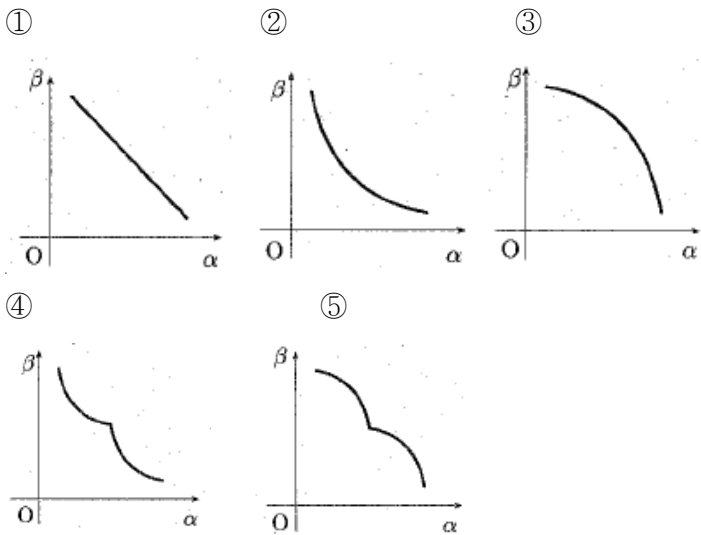 ① ② ③
β β β
O α O α O α
④ ⑤
β β
O α O α